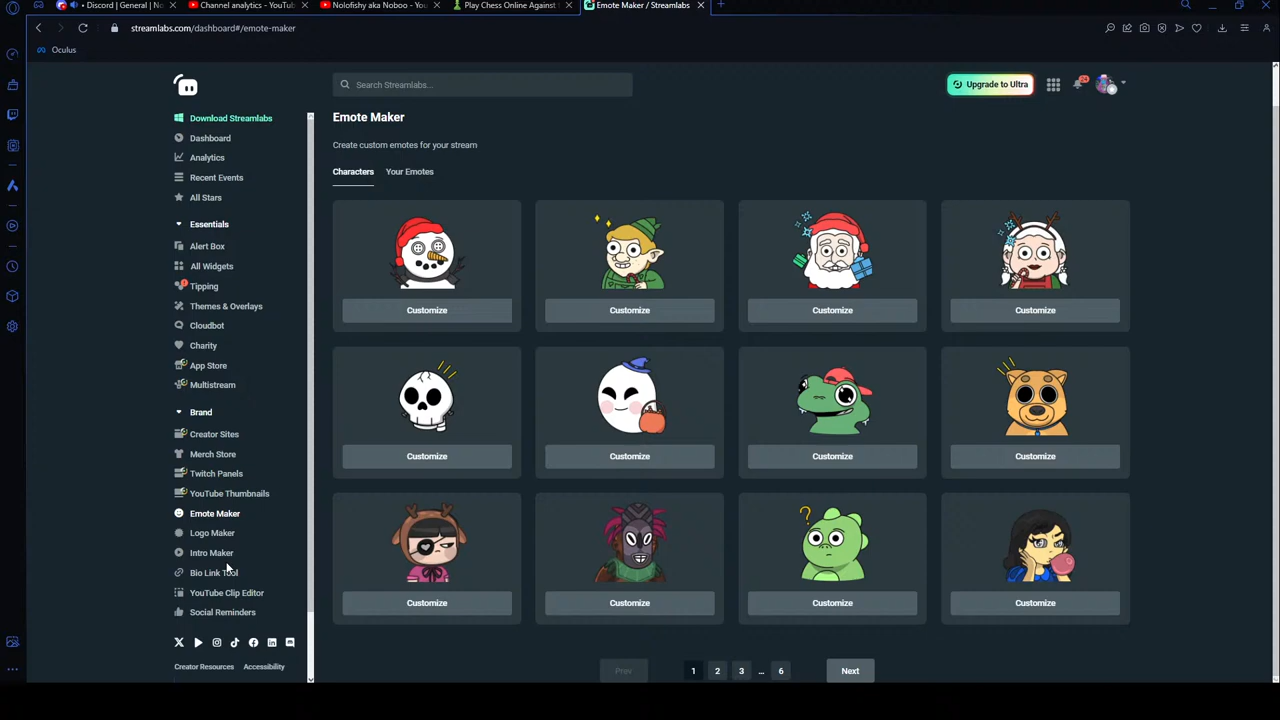 Discord | General | No
Channel analytics - YouTub
Nolofishy aka Noboo - You
Play Chess Online Against
Emote Maker / Streamlabs
streamlabs.com/dashboard#/emote-maker
Oculus
Search Streamlabs...
Upgrade to Ultra
Download Streamlabs
Dashboard
Analytics
Recent Events
All Stars
Essentials
Alert Box
All Widgets
Tipping
Themes & Overlays
Cloudbot
Charity
App Store
Multistream
Brand
Creator Sites
Merch Store
Twitch Panels
YouTube Thumbnails
Emote Maker
Logo Maker
Intro Maker
Bio Link Tool
YouTube Clip Editor
Social Reminders
Creator Resources Accessibility
Emote Maker
Create custom emotes for your stream
Characters Your Emotes
Customize Customize Customize Customize
Customize Customize Customize Customize
Customize Customize Customize Customize
Prev 1 2 3 ... 6 Next